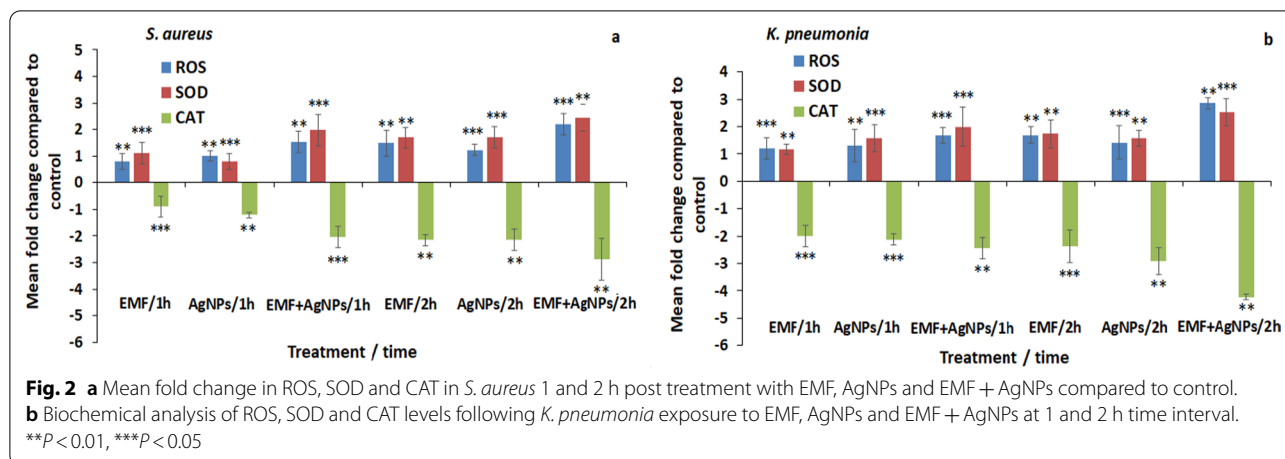 S. aureus
a
Mean fold change compared to control
5
4
3
2
1
0
-1
-2
-3
-4
-5
-6
ROS
SOD
CAT
** *** ** *** ** *** ** ** *** ** *** **
*** ** *** ** ** **
EMF/1h AgNPs/1h EMF+AgNPs/1h EMF/2h AgNPs/2h EMF+AgNPs/2h
Treatment / time
K. pneumonia
b
Mean fold change compared to control
4
3
2
1
0
-1
-2
-3
-4
-5
-6
ROS
SOD
CAT
*** ** *** *** *** *** ** ** *** ** ** ***
*** *** ** *** ** **
EMF/1h AgNPs/1h EMF+AgNPs/1h EMF/2h AgNPs/2h EMF+AgNPs/2h
Treatment / time
Fig. 2 a Mean fold change in ROS, SOD and CAT in S. aureus 1 and 2 h post treatment with EMF, AgNPs and EMF + AgNPs compared to control.
b Biochemical analysis of ROS, SOD and CAT levels following K. pneumonia exposure to EMF, AgNPs and EMF + AgNPs at 1 and 2 h time interval.
**P < 0.01, ***P < 0.05